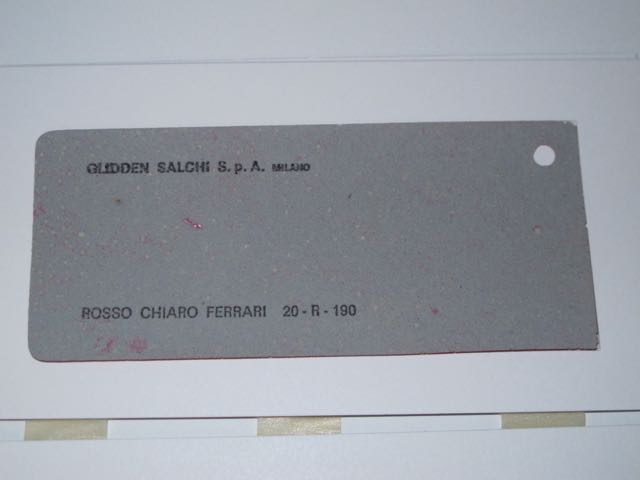 GLIDDEN SALCHI S.p.A. MILANO
ROSSO CHIARO FERRARI 20-R-190